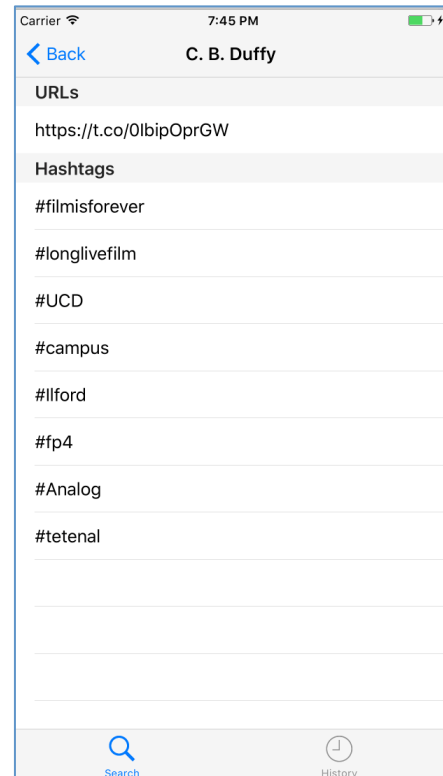 Carrier 7:45 PM
Back C. B. Duffy
URLs
https://t.co/0IbipOprGW
Hashtags
#filmisforever
#longlivefilm
#UCD
#campus
#Ilford
#fp4
#Analog
#tetenal
Search History